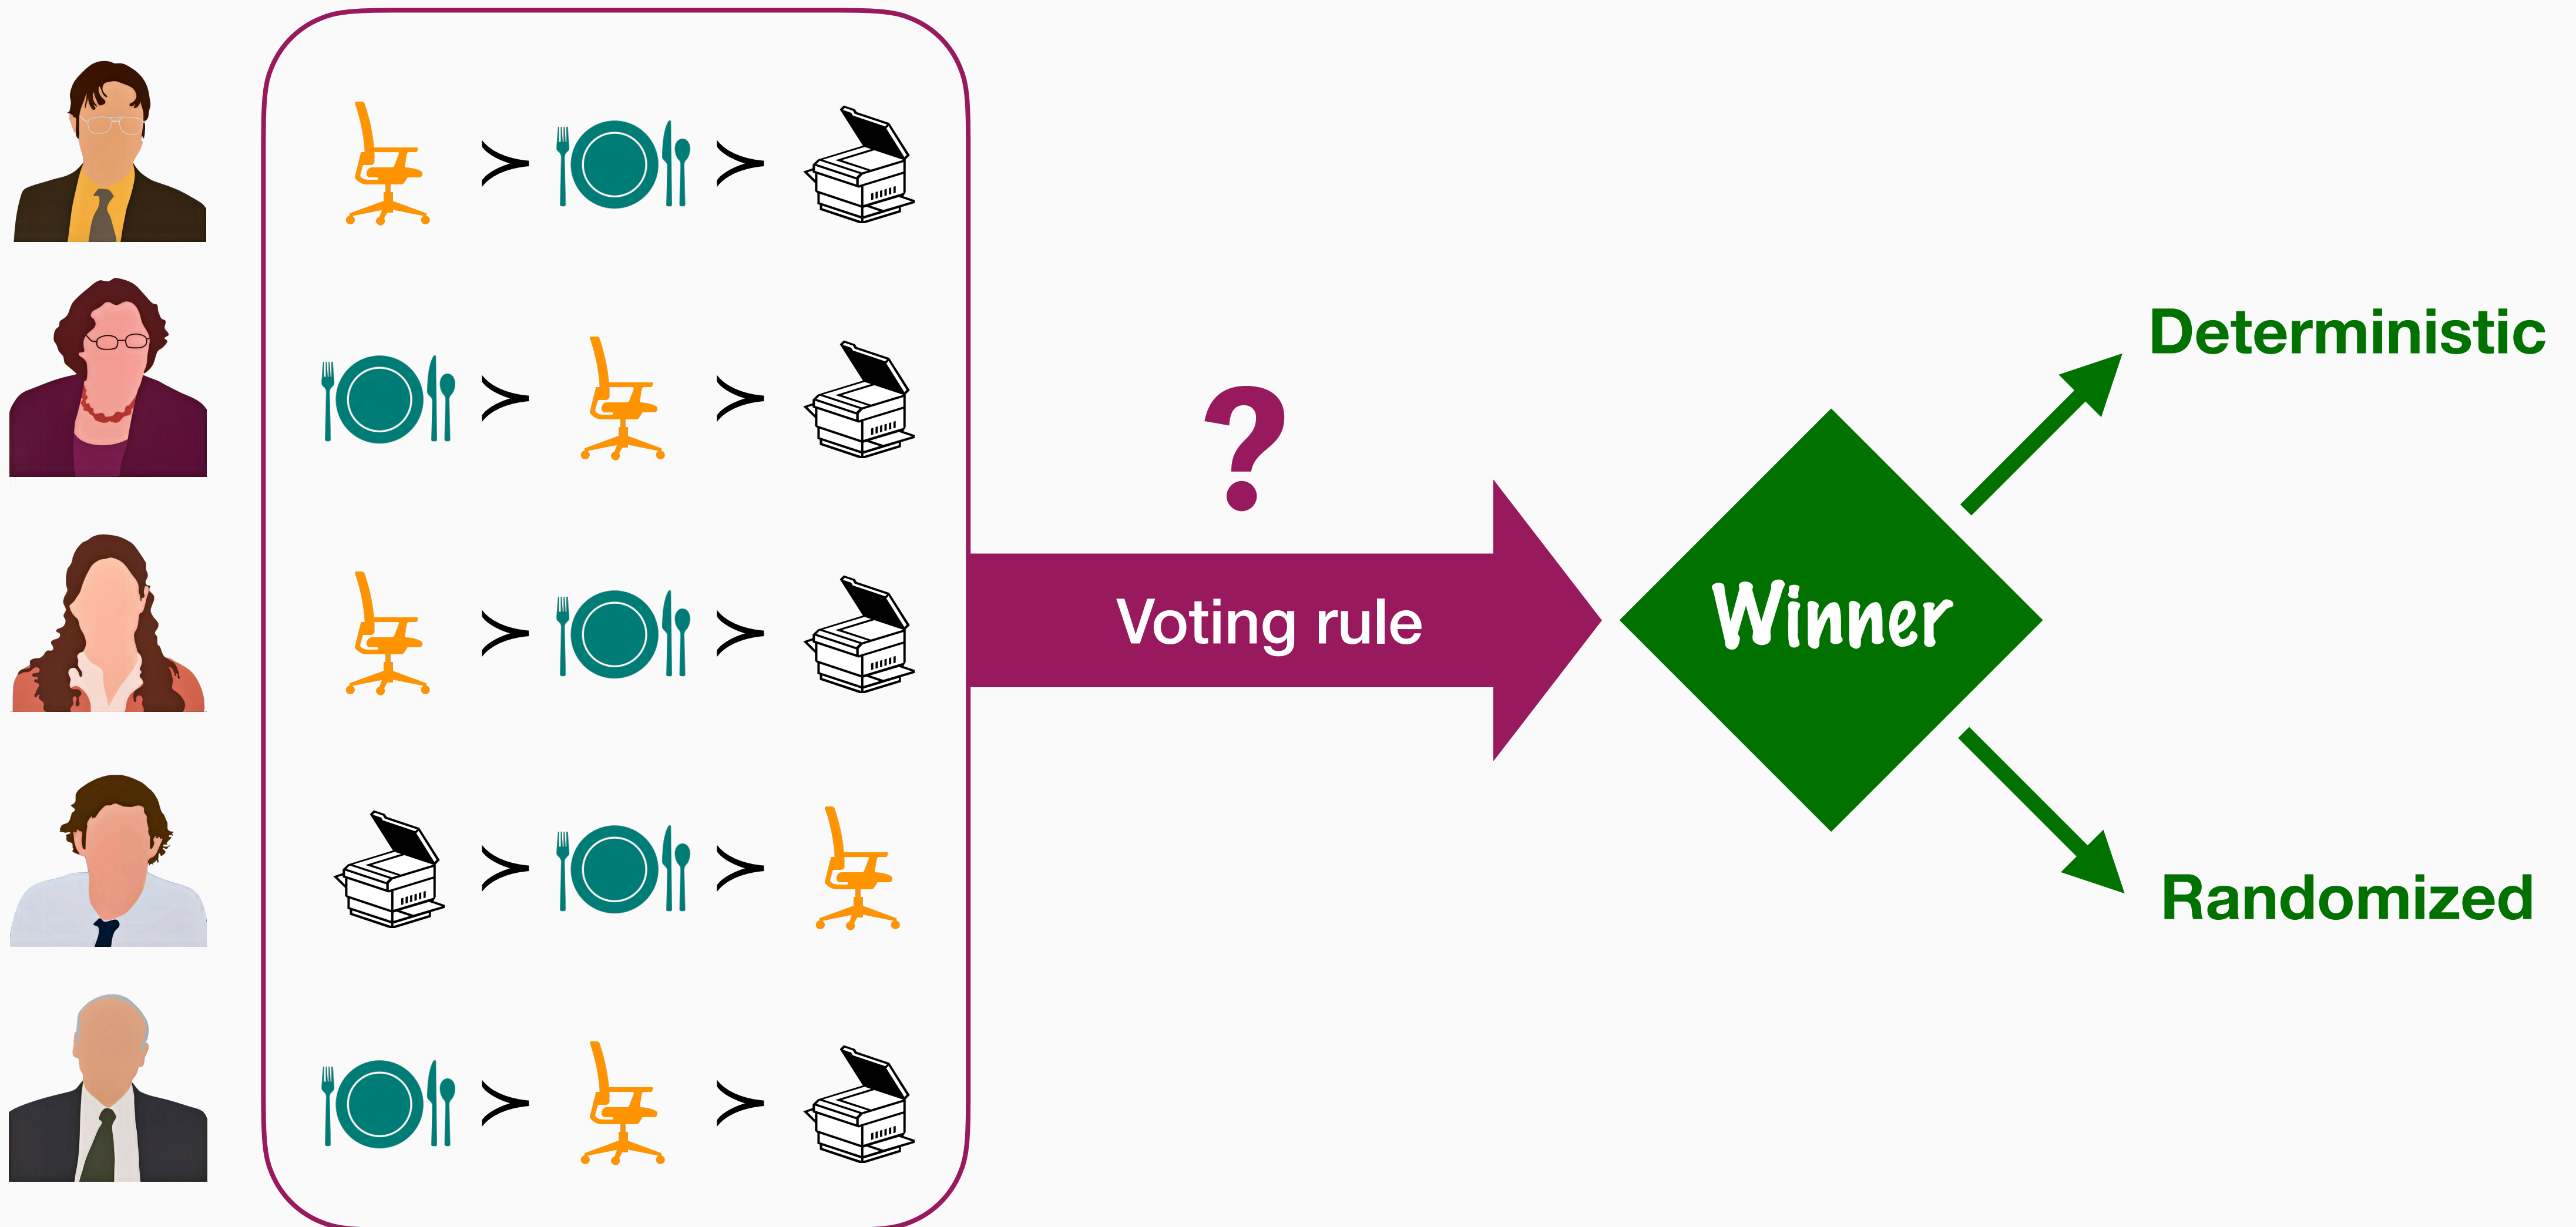 ?
Voting rule
Winner
Deterministic
Randomized